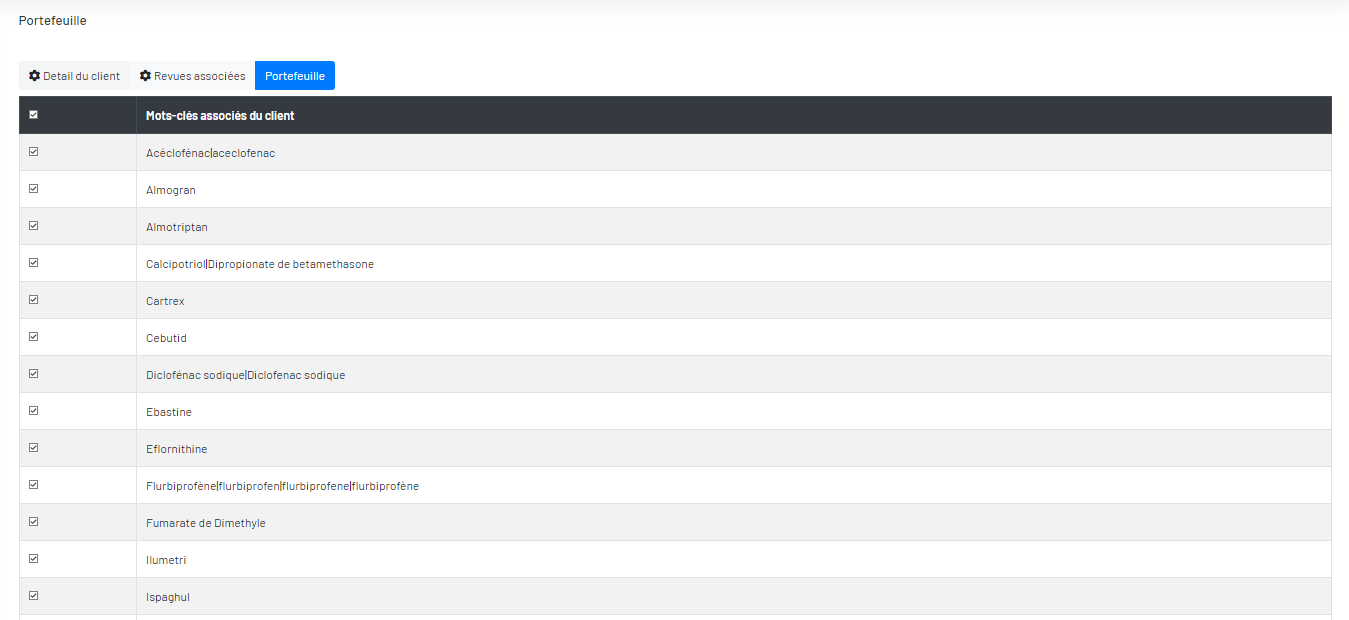 Portefeuille
Detail du client Revues associées Portefeuille
Mots-clés associés du client
Acéclofénac|aceclofenac
Almogran
Almotriptan
Calcipotriol|Dipropionate de betamethasone
Cartrex
Cebutid
Diclofénac sodique|Diclofenac sodique
Ebastine
Eflornithine
Flurbiprofène|flurbiprofen|flurbiprofene|flurbiprofène
Fumarate de Dimethyle
Ilumetri
Ispaghul